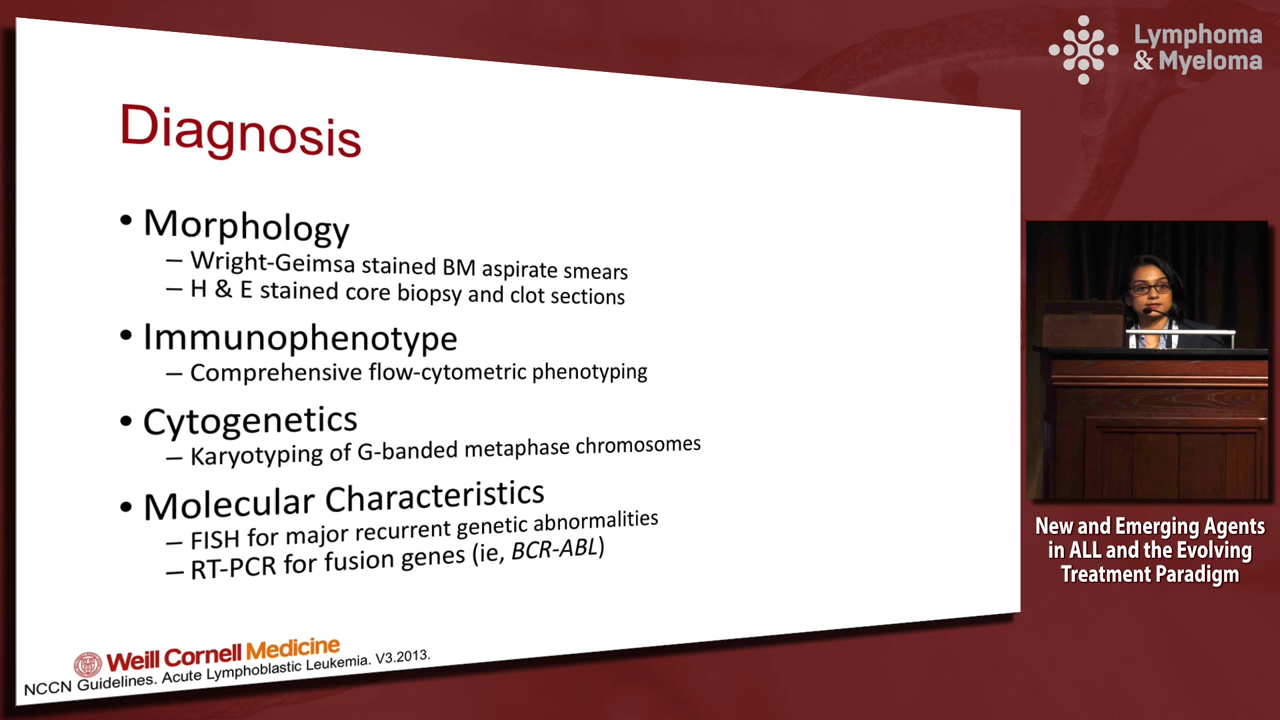 Lymphoma
& Myeloma
Diagnosis
• Morphology
– Wright-Geimsa stained BM aspirate smears
– H & E stained core biopsy and clot sections
• Immunophenotype
– Comprehensive flow-cytometric phenotyping
• Cytogenetics
– Karyotyping of G-banded metaphase chromosomes
• Molecular Characteristics
– FISH for major recurrent genetic abnormalities
– RT-PCR for fusion genes (ie, BCR-ABL)
Weill Cornell Medicine
NCCN Guidelines. Acute Lymphoblastic Leukemia. V3.2013.
New and Emerging Agents
in ALL and the Evolving
Treatment Paradigm